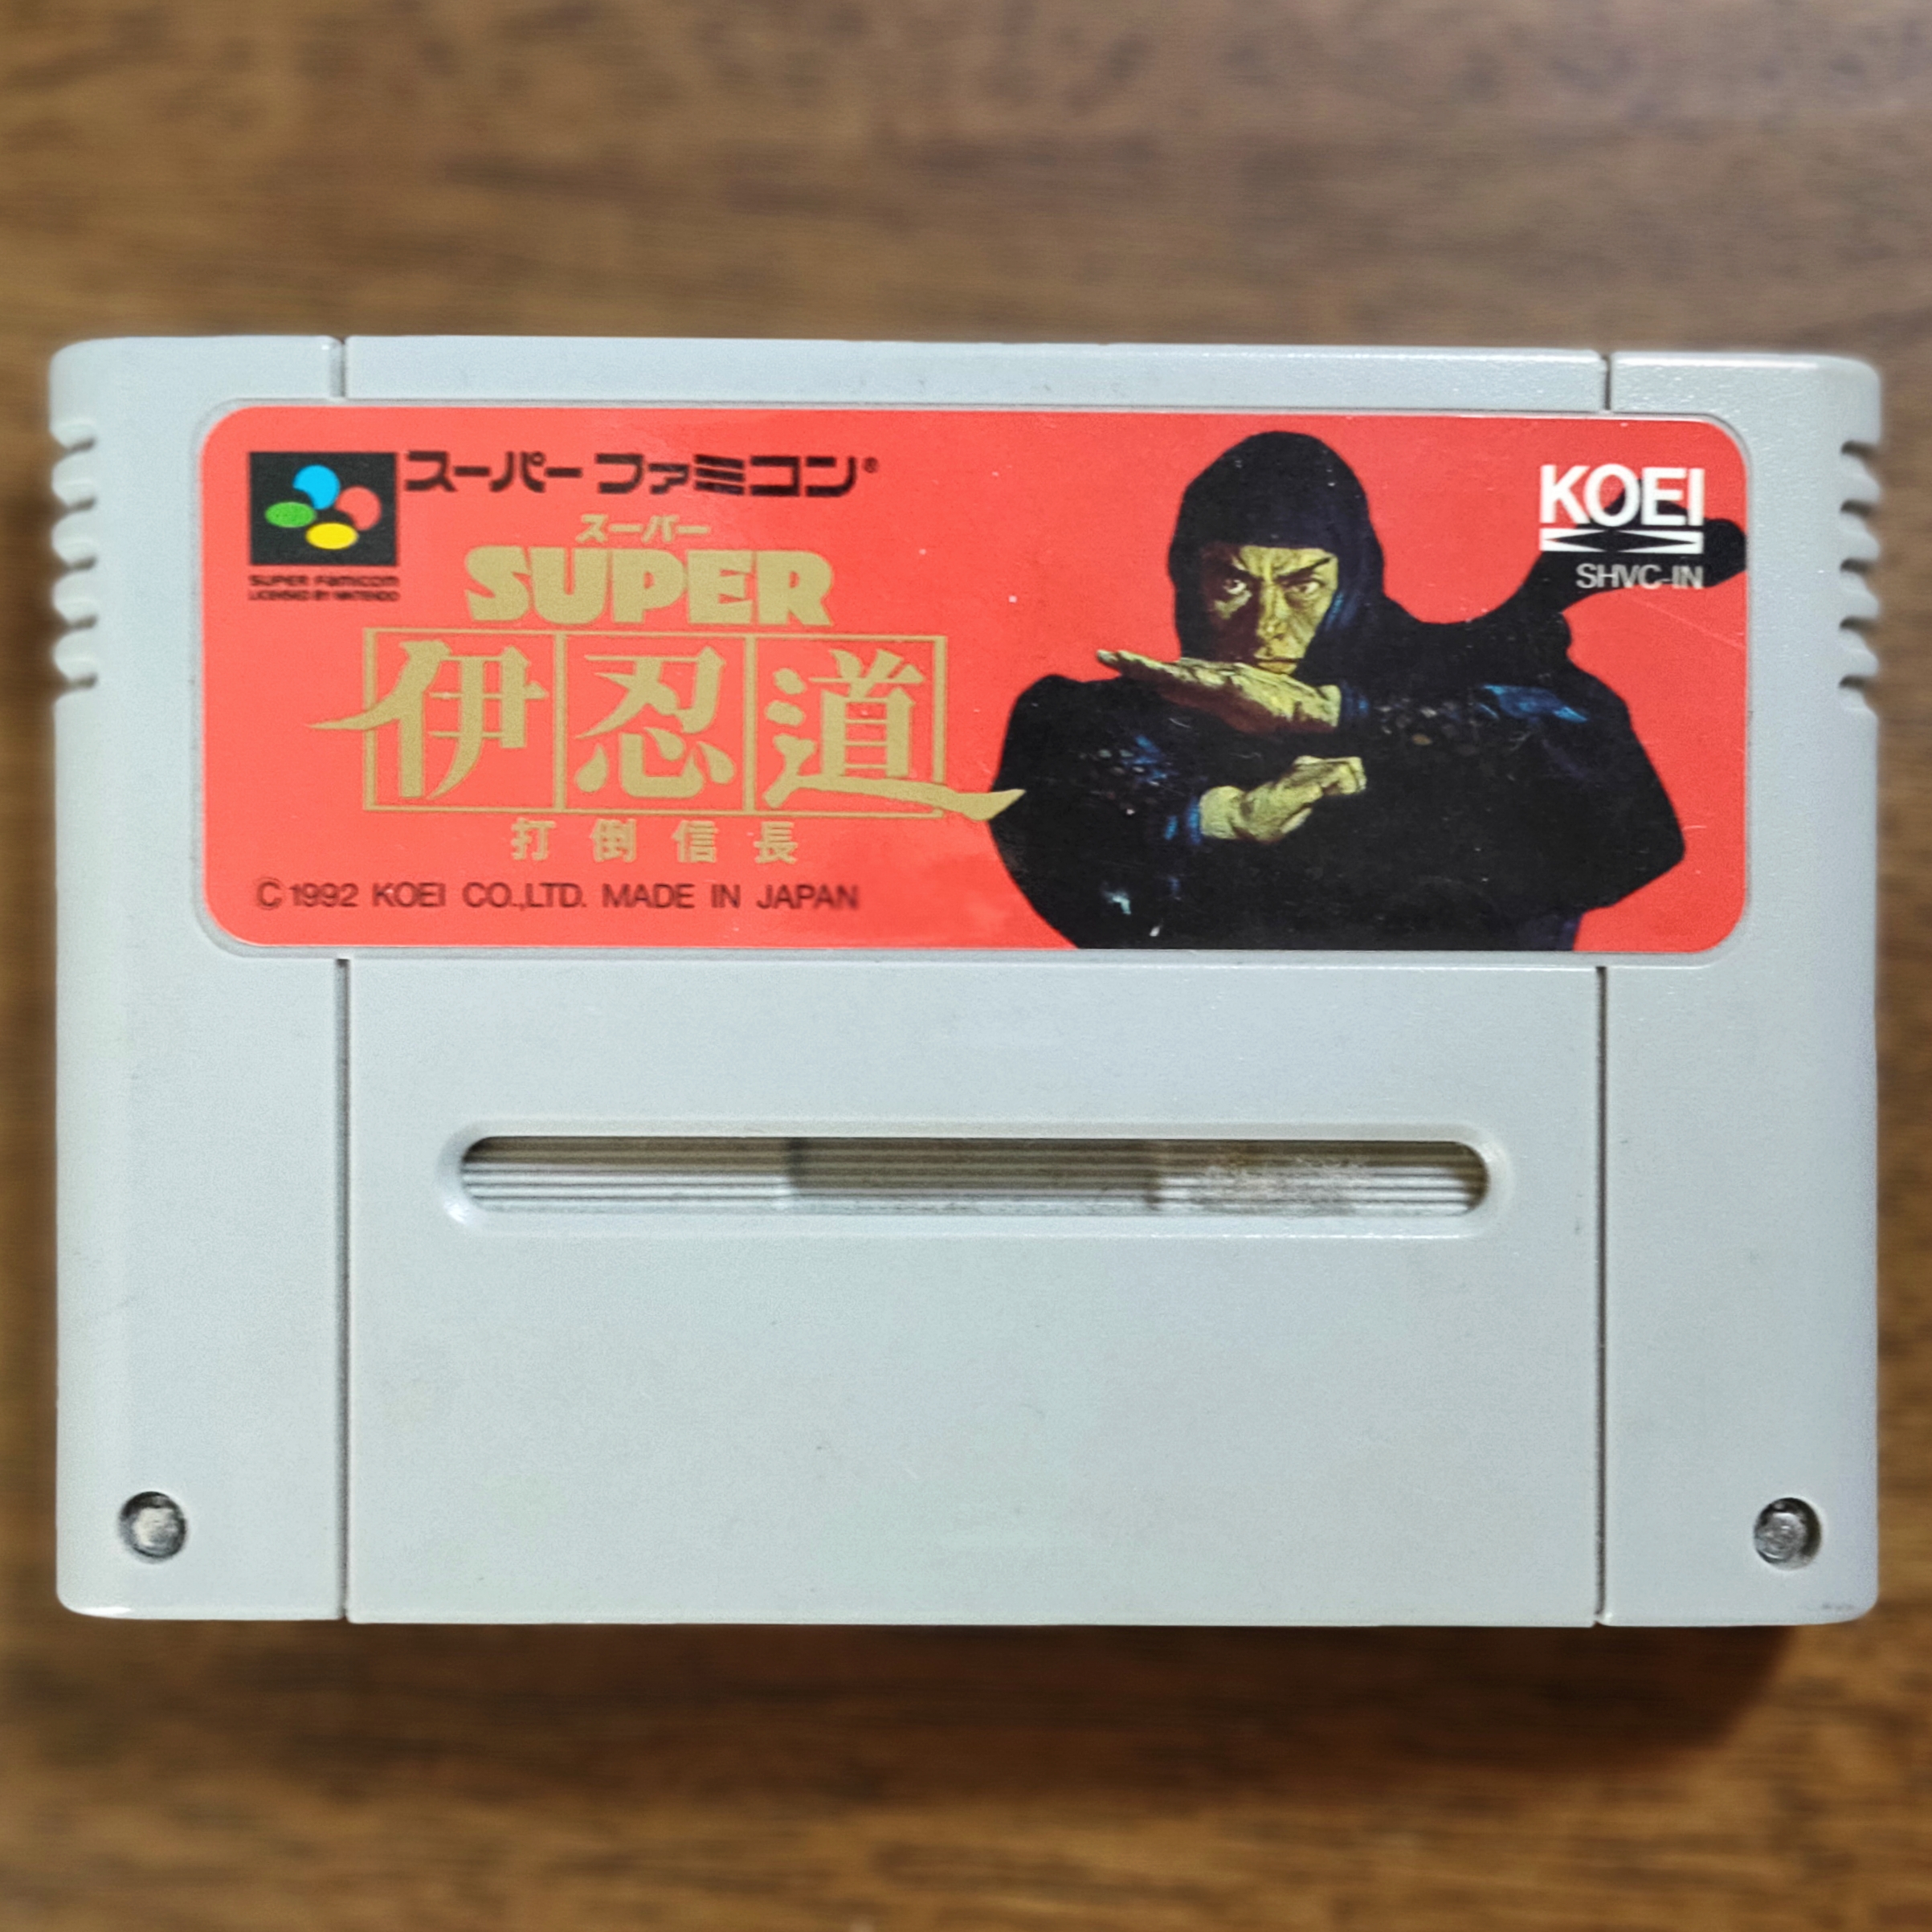 スーパーファミコン®
SUPER Famicom
LICENSED BY NINTENDO
スーパー
SUPER
伊忍道
打倒信長
©1992 KOEI CO.,LTD. MADE IN JAPAN
KOEI
SHVC-IN